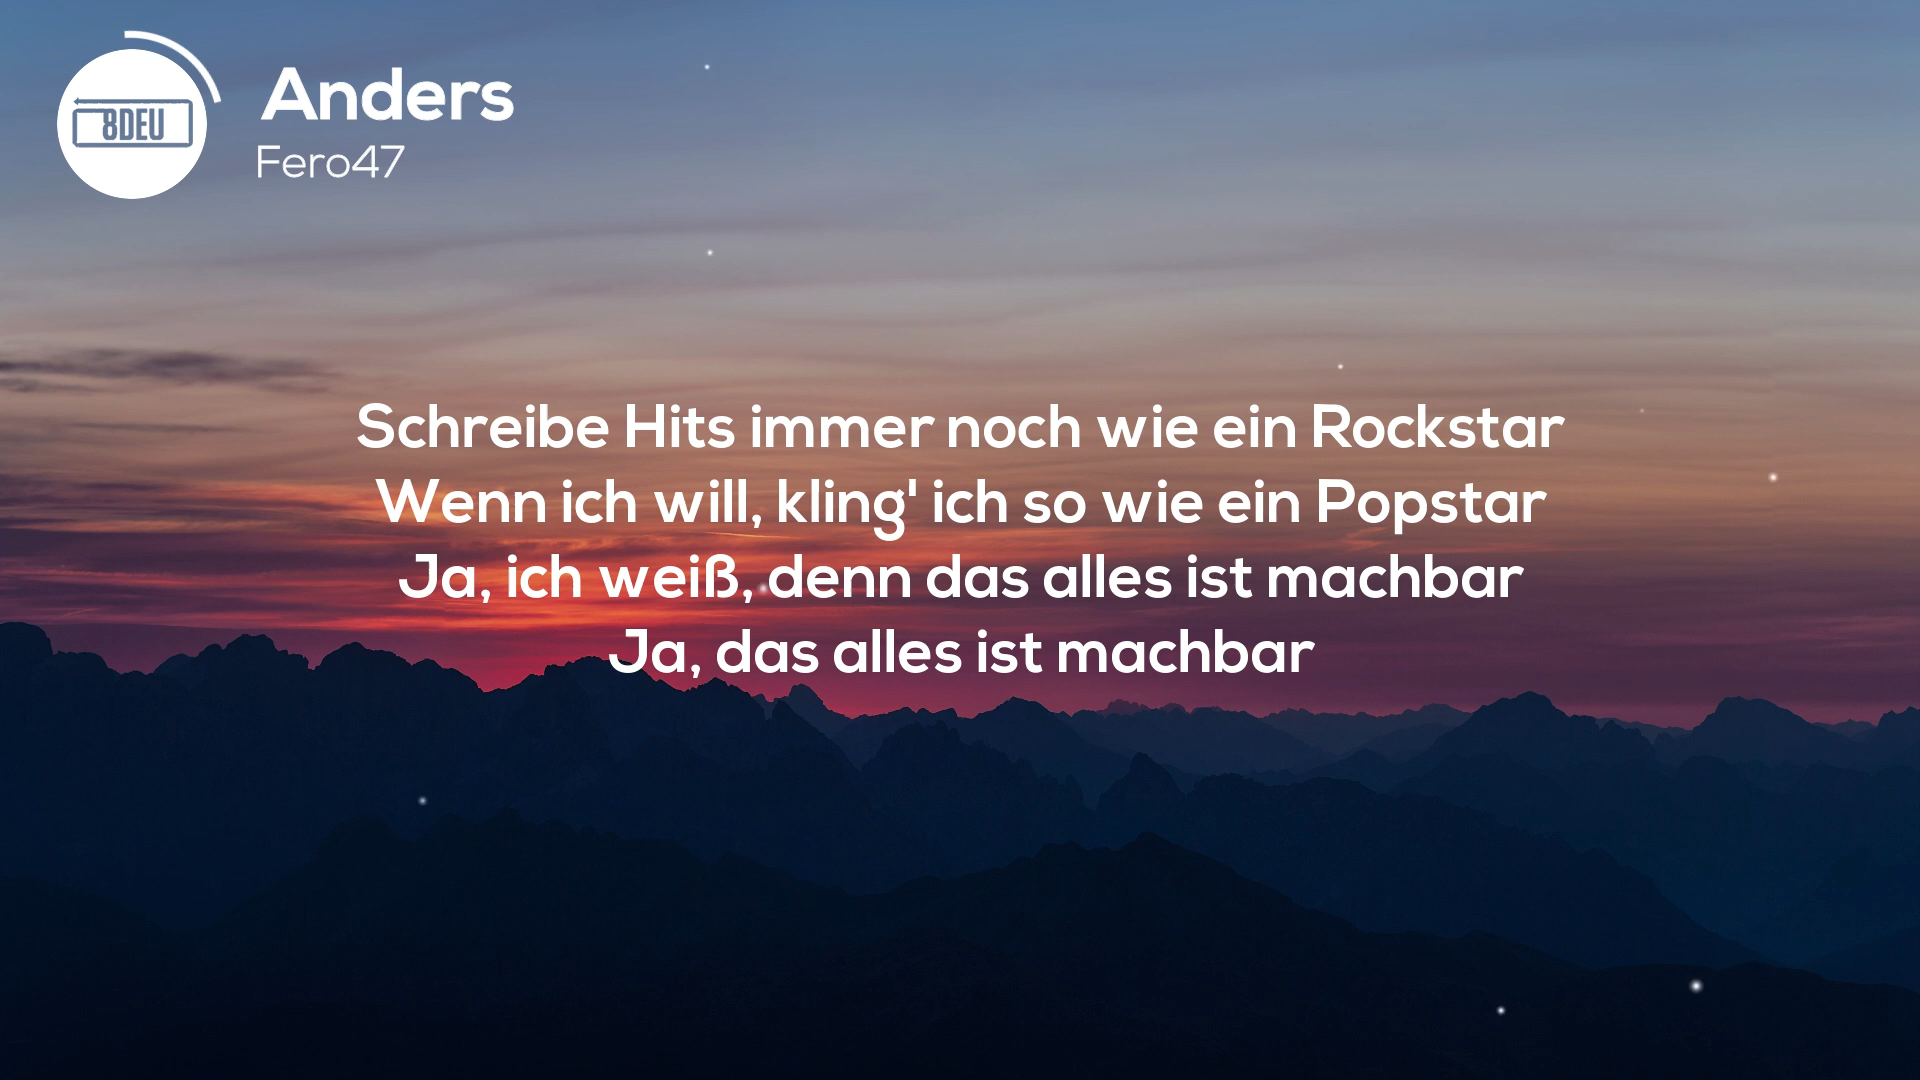 8DEU
Anders
Fero47
Schreibe Hits immer noch wie ein Rockstar
Wenn ich will, kling' ich so wie ein Popstar
Ja, ich weiß, denn das alles ist machbar
Ja, das alles ist machbar